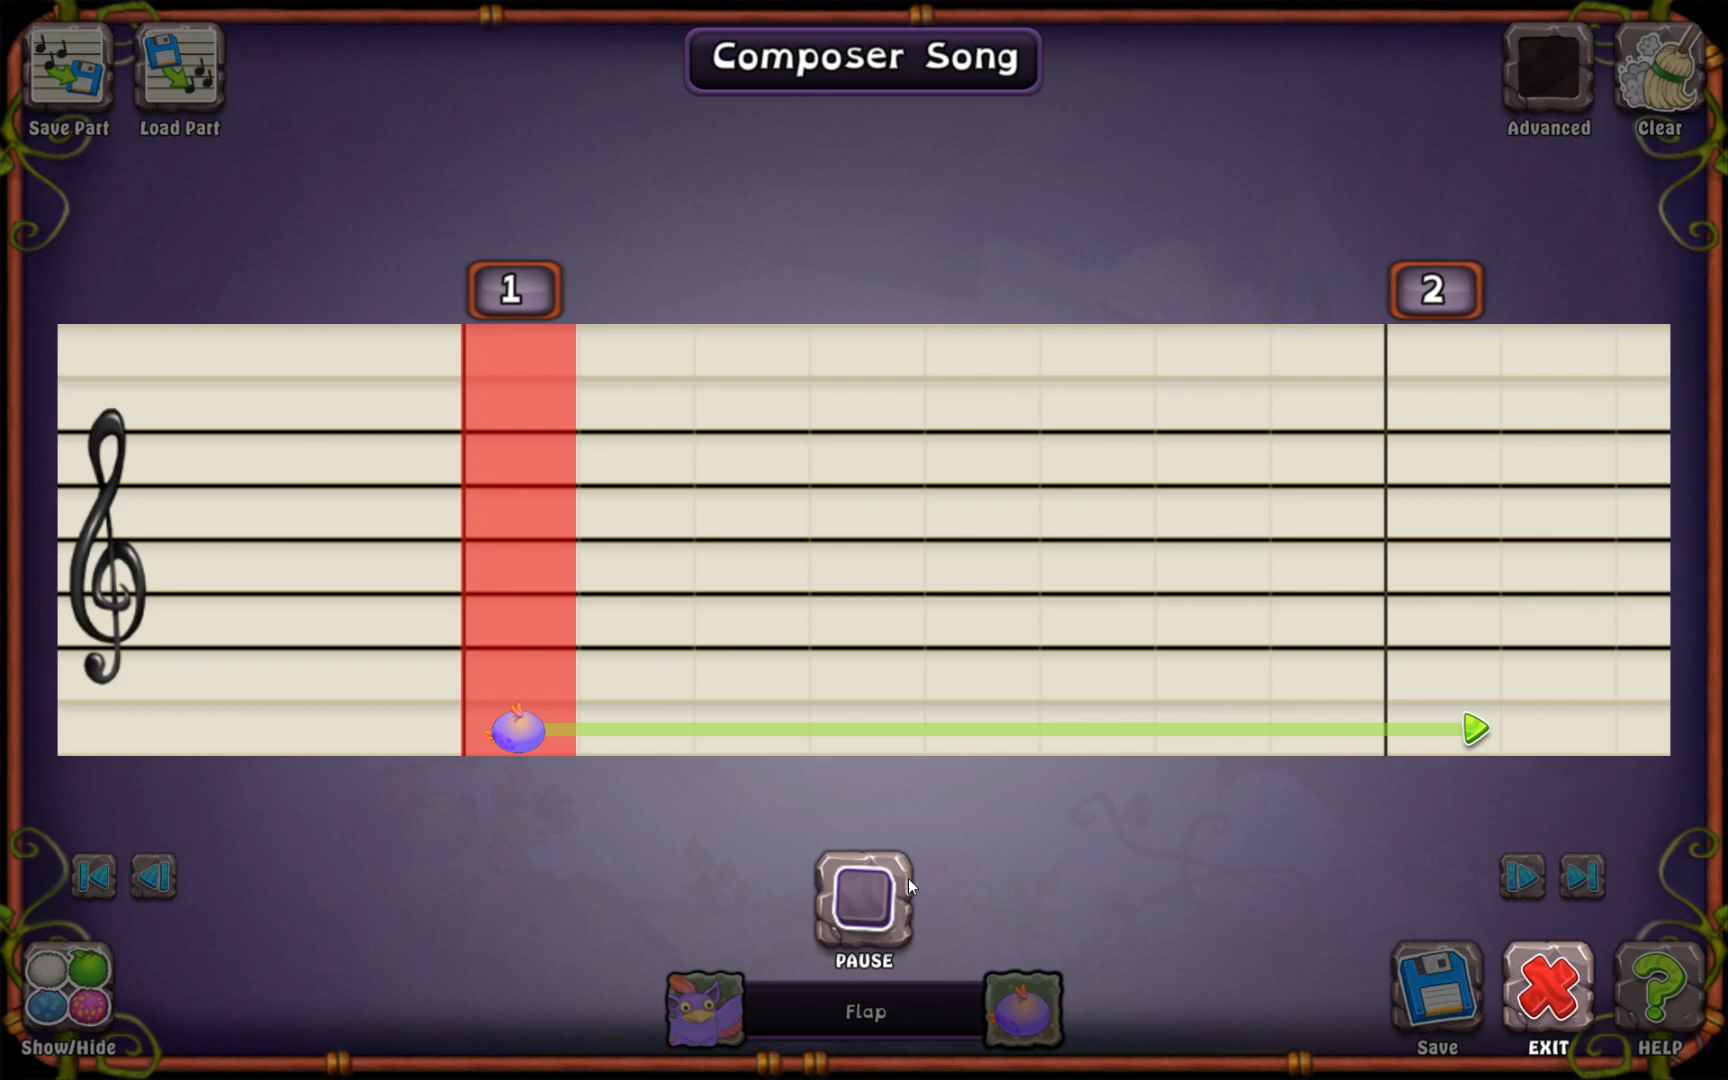 Composer Song
Save Part
Load Part
Advanced
Clear
1
2
PAUSE
Flap
Show/Hide
Save
EXIT
HELP